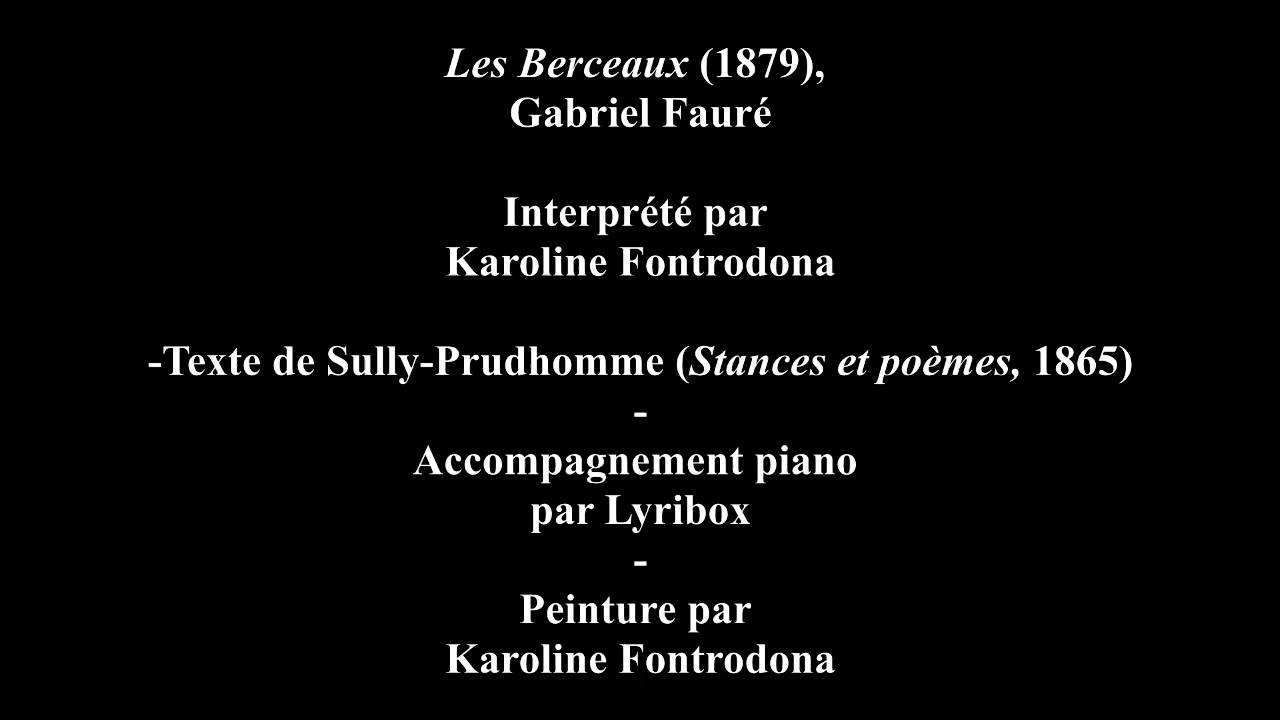 Les Berceaux (1879),
Gabriel Fauré
Interprété par
Karoline Fontrodona
-Texte de Sully-Prudhomme (Stances et poèmes, 1865)
-
Accompagnement piano
par Lyribox
-
Peinture par
Karoline Fontrodona